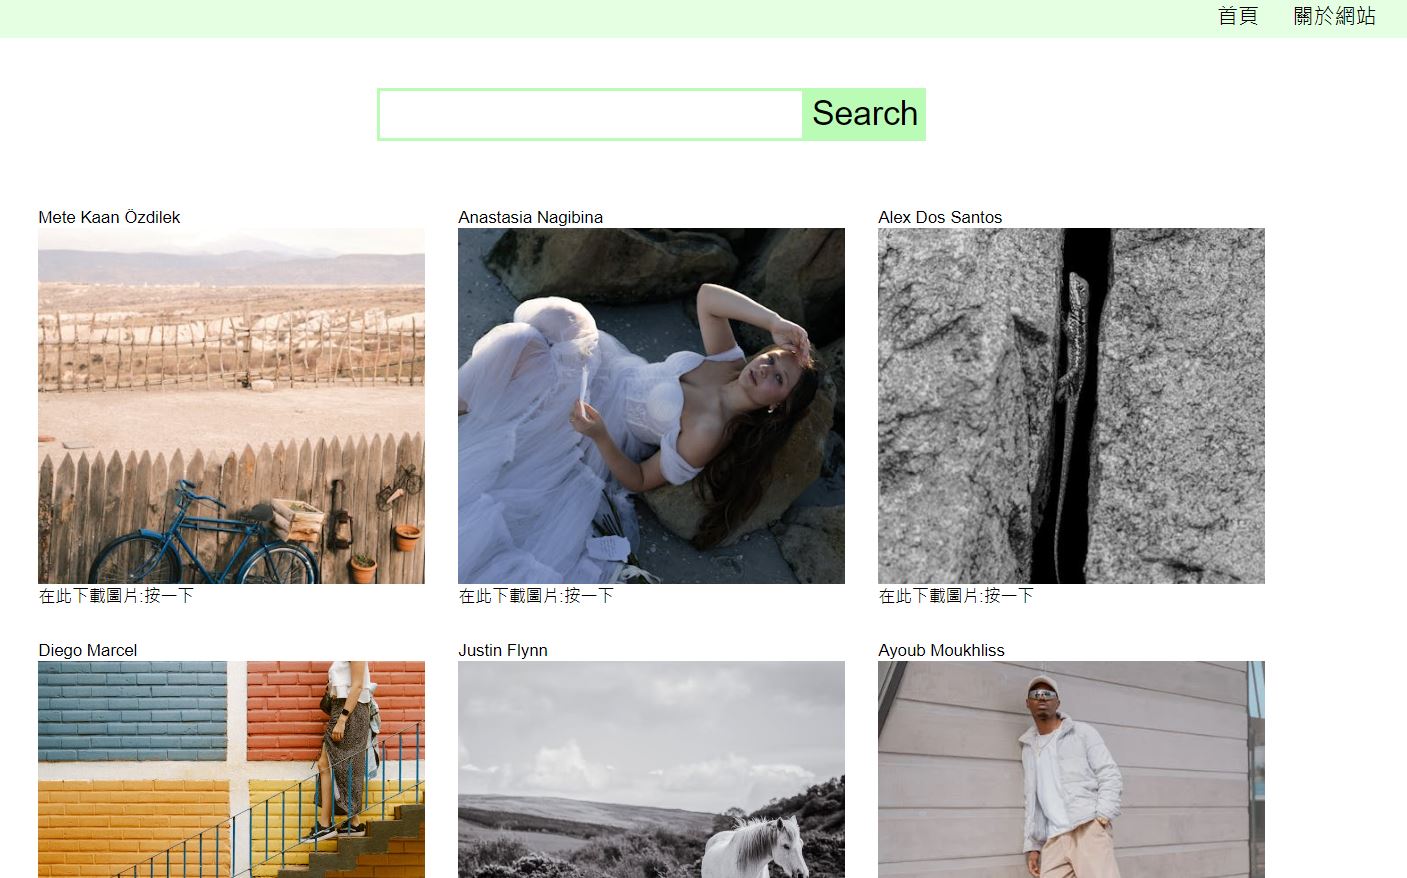 首頁 關於網站
Search
Mete Kaan Özdilek
Anastasia Nagibina
Alex Dos Santos
在此下載圖片:按一下
在此下載圖片:按一下
在此下載圖片:按一下
Diego Marcel
Justin Flynn
Ayoub Moukhliss